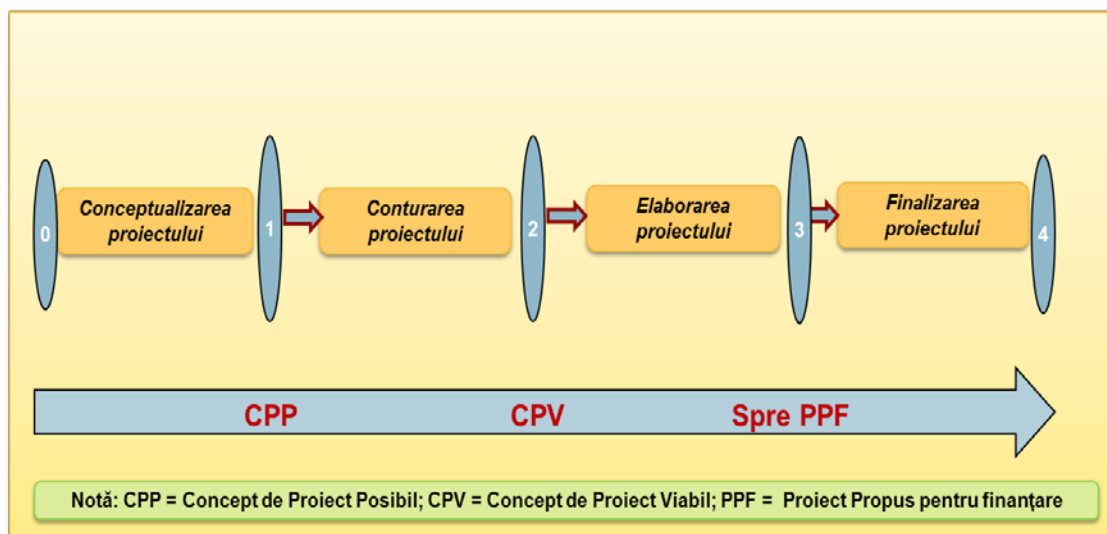 0
Conceptualizarea
proiectului
1
Conturarea
proiectului
2
Elaborarea
proiectului
3
Finalizarea
proiectului
4
CPP
CPV
Spre PPF
Notă: CPP = Concept de Proiect Posibil; CPV = Concept de Proiect Viabil; PPF = Proiect Propus pentru finanțare